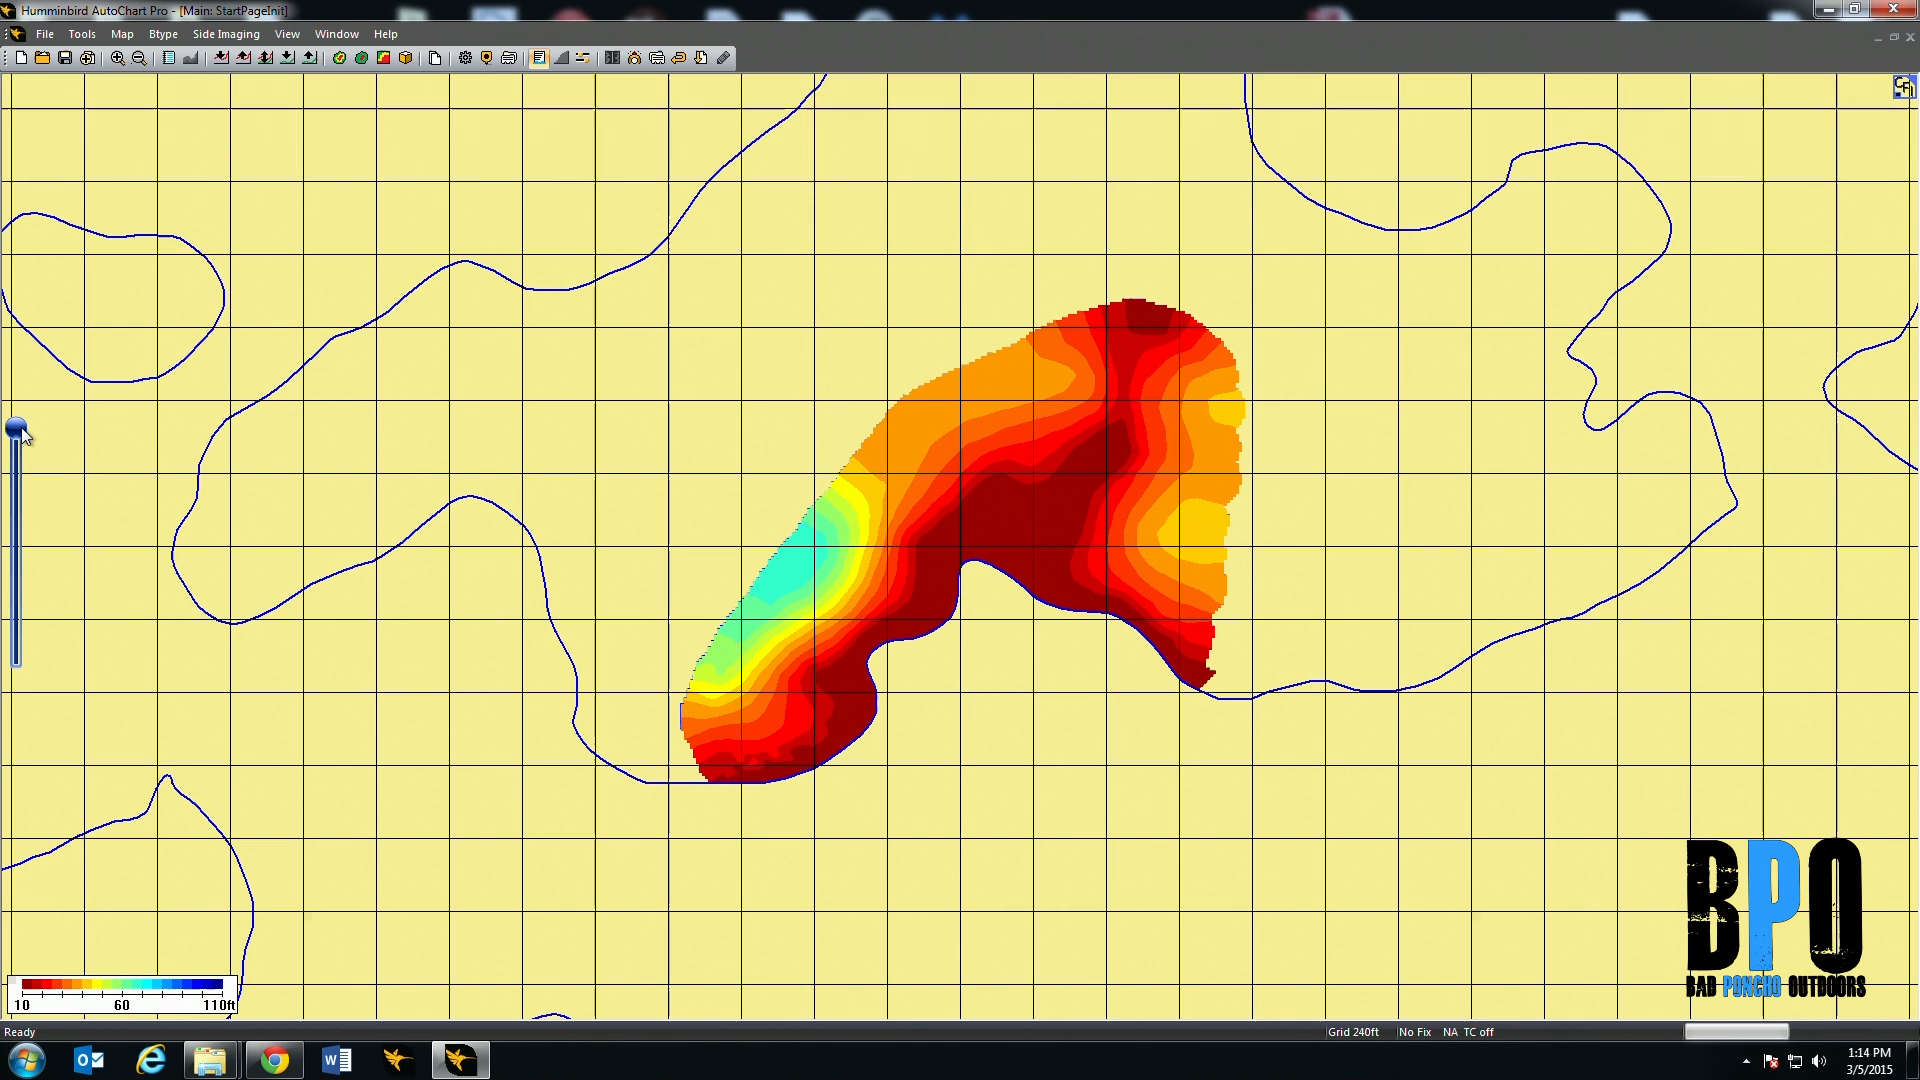 Humminbird AutoChart Pro - [Main: StartPageInit]
File Tools Map Btype Side Imaging View Window Help
BPO
BAD PONCHO OUTDOORS
10 60 110ft
Ready Grid 240ft No Fix NA TC off
1:14 PM
3/5/2015